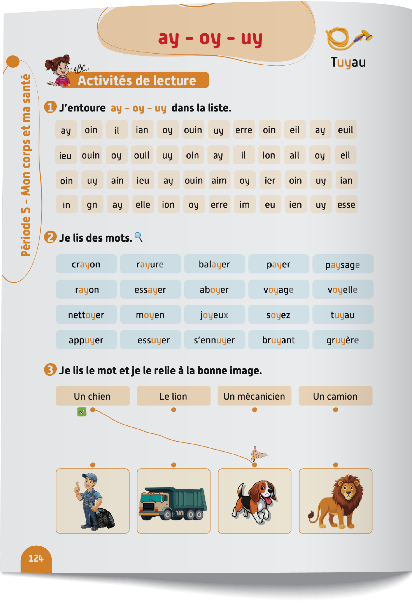 ay - oy - uy
Tuyau
Activités de lecture
Période 5 - Mon corps et ma santé
1 J'entoure ay - oy - uy dans la liste.
ay oin il ian oy ouin uy erre oin eil ay euil
ieu ouin oy ouil uy oin ay il ion ail oy eil
oin uy ain ieu ay ouin aim oy ier oin uy ian
in gn ay elle ion oy erre im eu ien uy esse
2 Je lis des mots.
crayon rayure balayer payer paysage
rayon essayer aboyer voyage voyelle
nettoyer moyen joyeux soyez tuyau
appuyer essuyer s'ennuyer bruyant gruyère
3 Je lis le mot et je le relie à la bonne image.
Un chien Le lion Un mécanicien Un camion
124